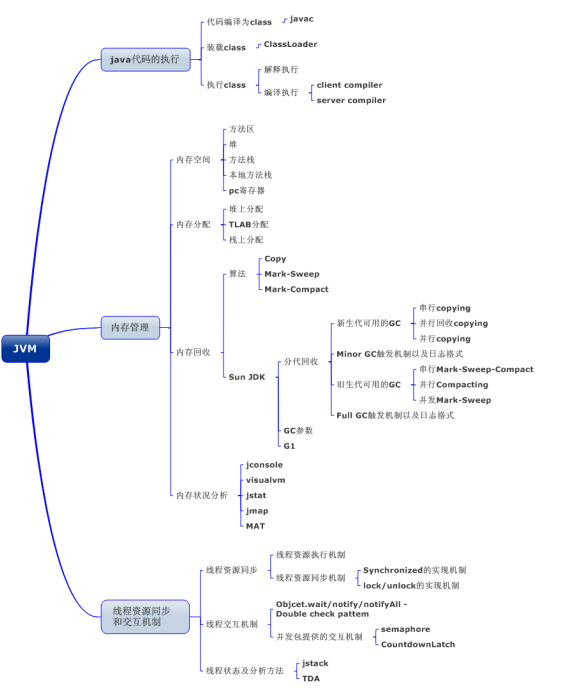 JVM
java代码的执行
代码编译为class
javac
装载class
ClassLoader
执行class
解释执行
编译执行
client compiler
server compiler
内存管理
内存空间
方法区
堆
方法栈
本地方法栈
pc寄存器
内存分配
堆上分配
TLAB分配
栈上分配
内存回收
算法
Copy
Mark-Sweep
Mark-Compact
Sun JDK
分代回收
新生代可用的GC
串行copying
并行回收copying
并行copying
Minor GC触发机制以及日志格式
旧生代可用的GC
串行Mark-Sweep-Compact
并行Compacting
并发Mark-Sweep
Full GC触发机制以及日志格式
GC参数
G1
内存状况分析
jconsole
visualvm
jstat
jmap
MAT
线程资源同步
和交互机制
线程资源同步
线程资源执行机制
线程资源同步机制
Synchronized的实现机制
lock/unlock的实现机制
线程交互机制
Objcet.wait/notify/notifyAll -
Double check pattem
并发包提供的交互机制
semaphore
CountdownLatch
线程状态及分析方法
jstack
TDA